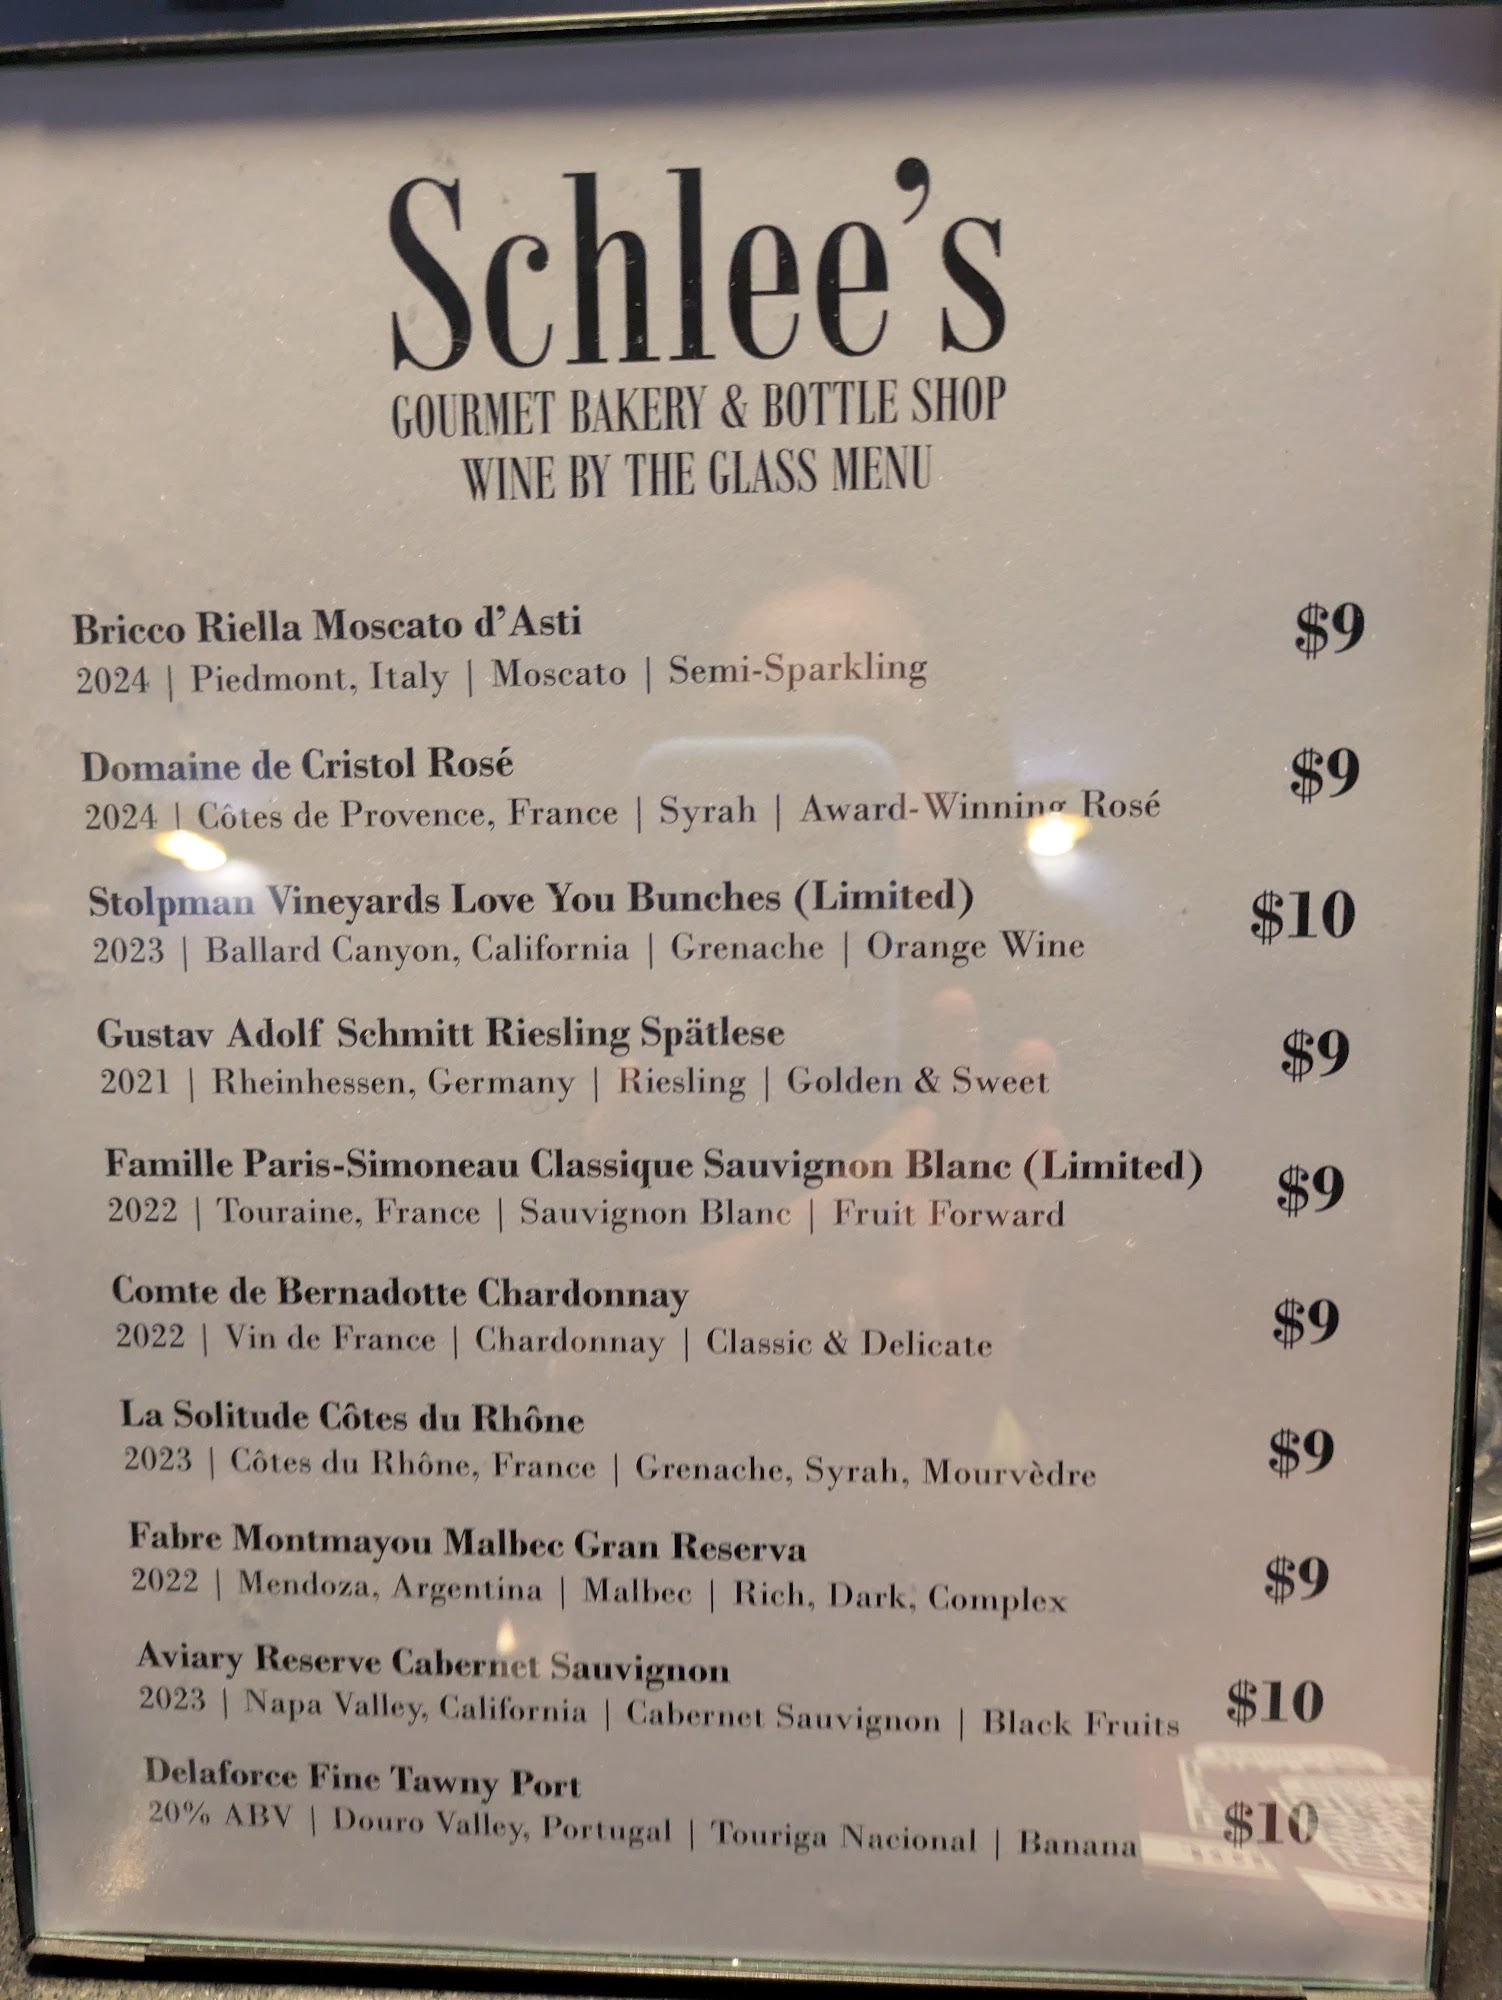 Schlee's
GOURMET BAKERY & BOTTLE SHOP
WINE BY THE GLASS MENU
Bricco Riella Moscato d'Asti $9
2024 | Piedmont, Italy | Moscato | Semi-Sparkling
Domaine de Cristol Rosé $9
2024 | Côtes de Provence, France | Syrah | Award-Winning Rosé
Stolpman Vineyards Love You Bunches (Limited) $10
2023 | Ballard Canyon, California | Grenache | Orange Wine
Gustav Adolf Schmitt Riesling Spätlese $9
2021 | Rheinhessen, Germany | Riesling | Golden & Sweet
Famille Paris-Simoneau Classique Sauvignon Blanc (Limited) $9
2022 | Touraine, France | Sauvignon Blanc | Fruit Forward
Comte de Bernadotte Chardonnay $9
2022 | Vin de France | Chardonnay | Classic & Delicate
La Solitude Côtes du Rhône $9
2023 | Côtes du Rhône, France | Grenache, Syrah, Mourvèdre
Fabre Montmayou Malbec Gran Reserva $9
2022 | Mendoza, Argentina | Malbec | Rich, Dark, Complex
Aviary Reserve Cabernet Sauvignon $10
2023 | Napa Valley, California | Cabernet Sauvignon | Black Fruits
Delaforce Fine Tawny Port $10
20% ABV | Douro Valley, Portugal | Touriga Nacional | Banana